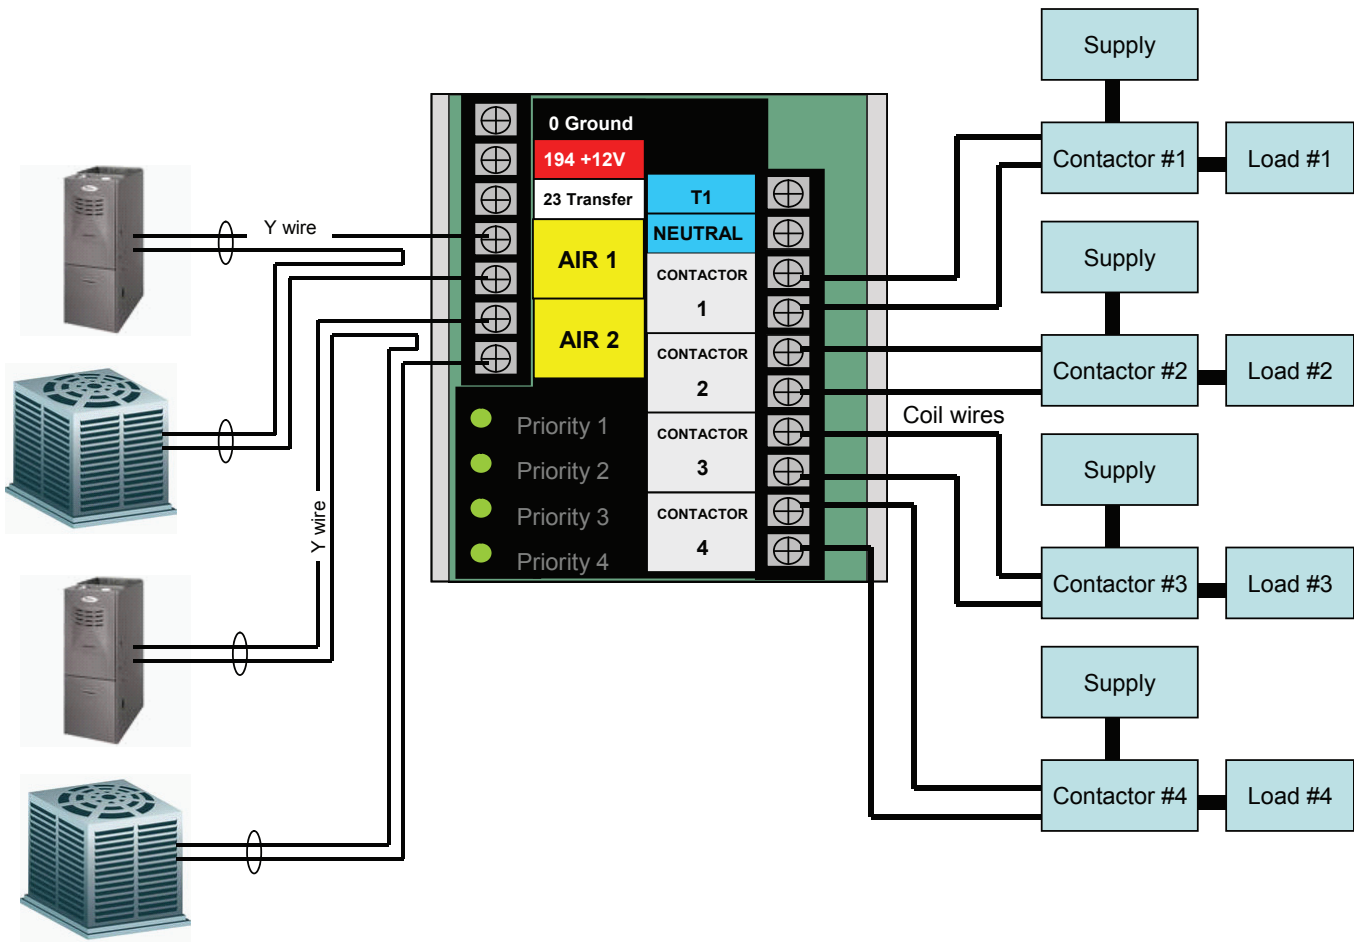 0 Ground
194 +12V
23 Transfer
AIR 1
AIR 2
T1
NEUTRAL
CONTACTOR
1
CONTACTOR
2
CONTACTOR
3
CONTACTOR
4
Priority 1
Priority 2
Priority 3
Priority 4
Y wire
Y wire
Coil wires
Supply
Contactor #1
Load #1
Supply
Contactor #2
Load #2
Supply
Contactor #3
Load #3
Supply
Contactor #4
Load #4